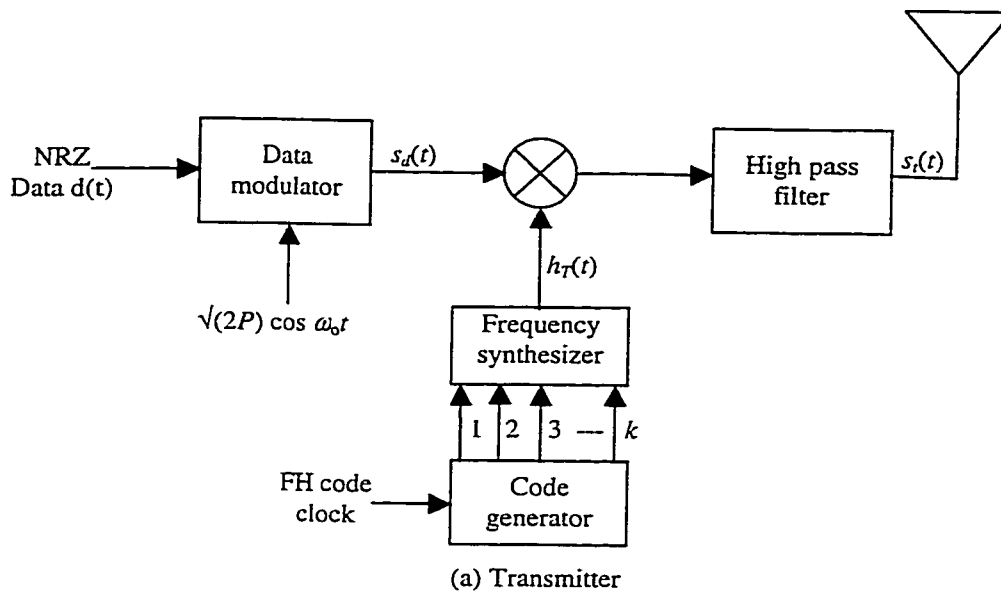 NRZ
Data d(t)
Data
modulator
s_d(t)
High pass
filter
s_t(t)
h_T(t)
√(2P) cos ω_o t
Frequency
synthesizer
1 2 3 — k
FH code
clock
Code
generator
(a) Transmitter